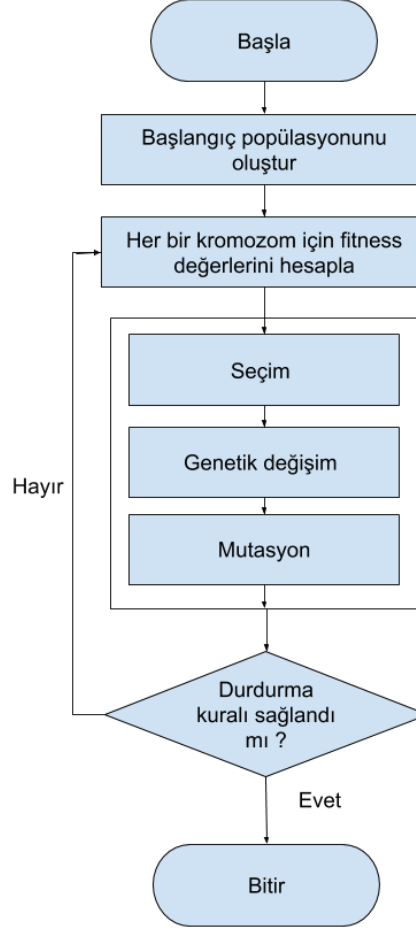 Başla
Başlangıç popülasyonunu
oluştur
Her bir kromozom için fitness
değerlerini hesapla
Seçim
Genetik değişim
Hayır
Mutasyon
Durdurma
kuralı sağlandı
mı ?
Evet
Bitir